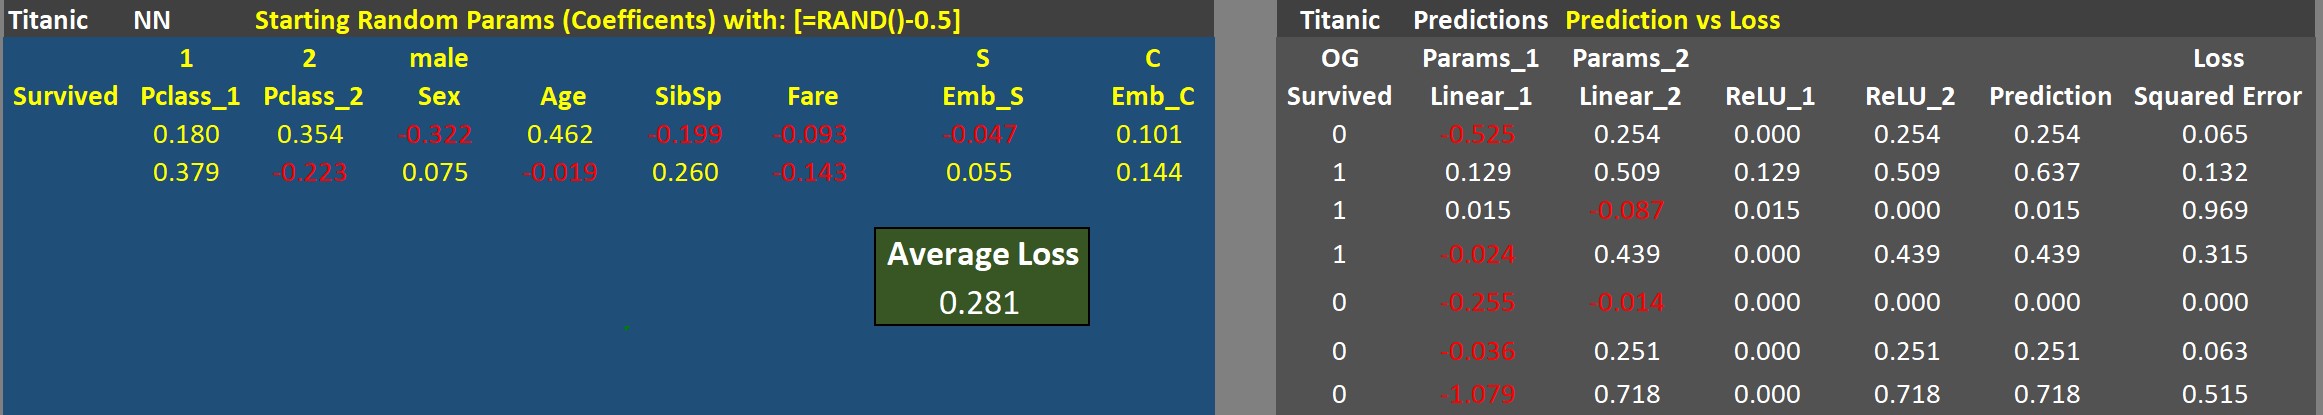 Titanic NN Starting Random Params (Coefficents) with: [=RAND()-0.5]
1 2 male S C
Survived Pclass_1 Pclass_2 Sex Age SibSp Fare Emb_S Emb_C
0.180 0.354 -0.322 0.462 -0.199 -0.093 -0.047 0.101
0.379 -0.223 0.075 -0.019 0.260 -0.143 0.055 0.144
Average Loss
0.281
Titanic Predictions Prediction vs Loss
OG Params_1 Params_2 Loss
Survived Linear_1 Linear_2 ReLU_1 ReLU_2 Prediction Squared Error
0 -0.525 0.254 0.000 0.254 0.254 0.065
1 0.129 0.509 0.129 0.509 0.637 0.132
1 0.015 -0.087 0.015 0.000 0.015 0.969
1 -0.024 0.439 0.000 0.439 0.439 0.315
0 -0.255 -0.014 0.000 0.000 0.000 0.000
0 -0.036 0.251 0.000 0.251 0.251 0.063
0 -1.079 0.718 0.000 0.718 0.718 0.515